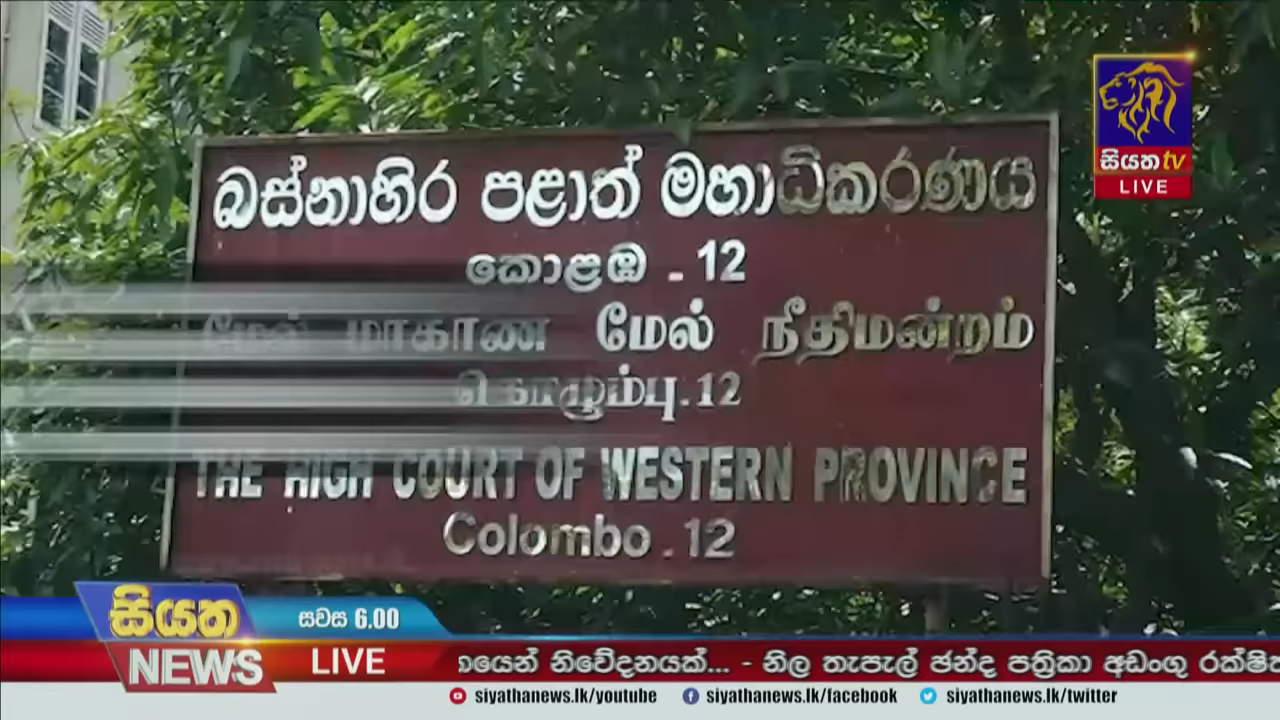 සියත tv
LIVE
බස්නාහිර පළාත් මහාධිකරණය
කොළඹ - 12
மேல் மாகாண மேல் நீதிமன்றம்
கொழும்பு.12
THE HIGH COURT OF WESTERN PROVINCE
Colombo . 12
සියත සවස 6.00
NEWS LIVE නිවේදනයක්... - නිල තැපැල් ඡන්ද පත්‍රිකා අඩංගු
siyathanews.lk/youtube siyathanews.lk/facebook siyathanews.lk/twitter